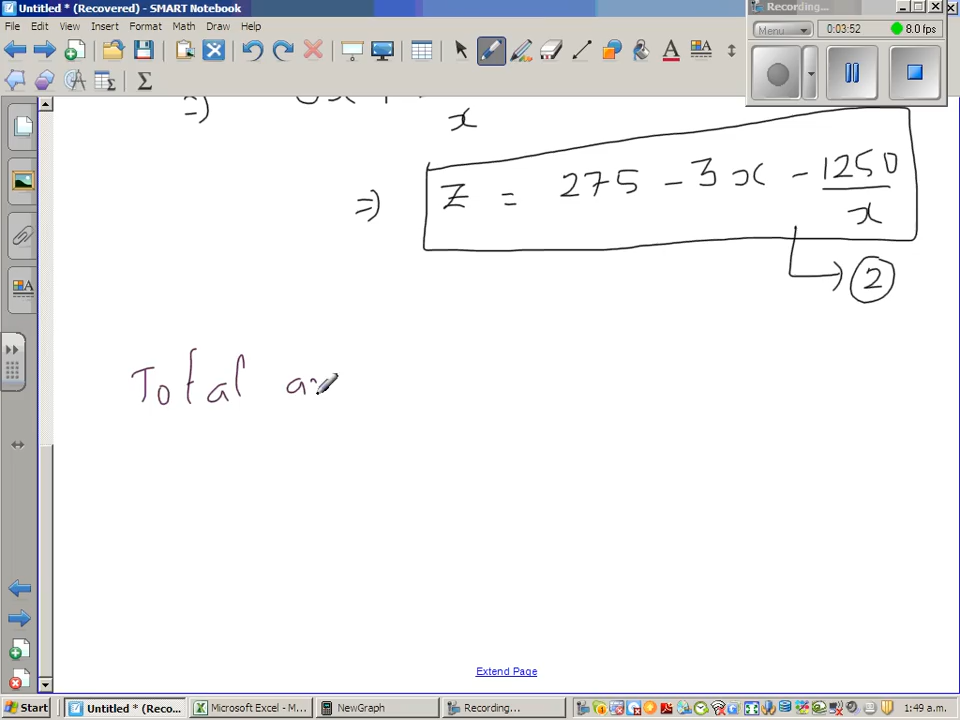 Untitled * (Recovered) - SMART Notebook
Recording...
File Edit View Insert Format Math Draw Help
Menu
0:03:52
8.0 fps
A
Σ
=)
x
=) Z = 275 - 3x - 1250/x
2
Total
Extend Page
Start
Untitled * (Reco...
Microsoft Excel - M...
NewGraph
Recording...
1:49 a.m.